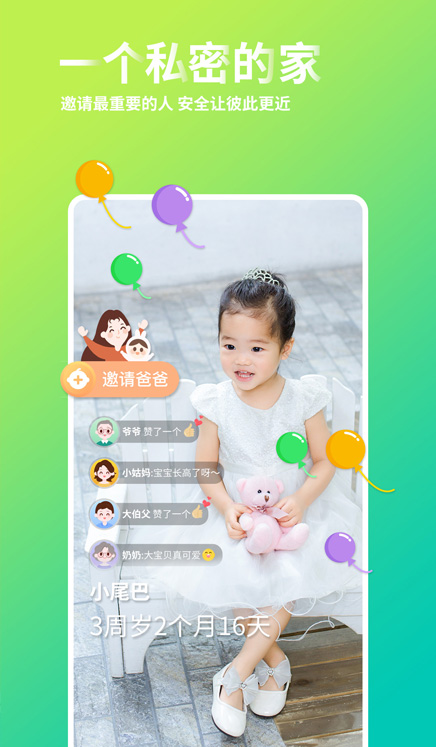 一个私密的家
邀请最重要的人 安全让彼此更近
邀请爸爸
爷爷 赞了一个👍
小姑妈:宝宝长高了呀～
大伯父 赞了一个👍
奶奶:大宝贝真可爱😊
小尾巴
3周岁2个月16天